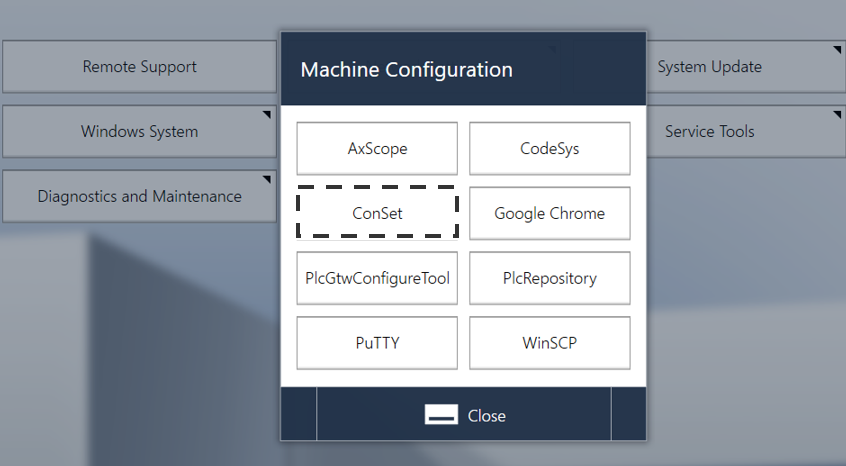 Remote Support
Windows System
Diagnostics and Maintenance
Machine Configuration
AxScope
CodeSys
ConSet
Google Chrome
PlcGtwConfigureTool
PlcRepository
PuTTY
WinSCP
Close
System Update
Service Tools